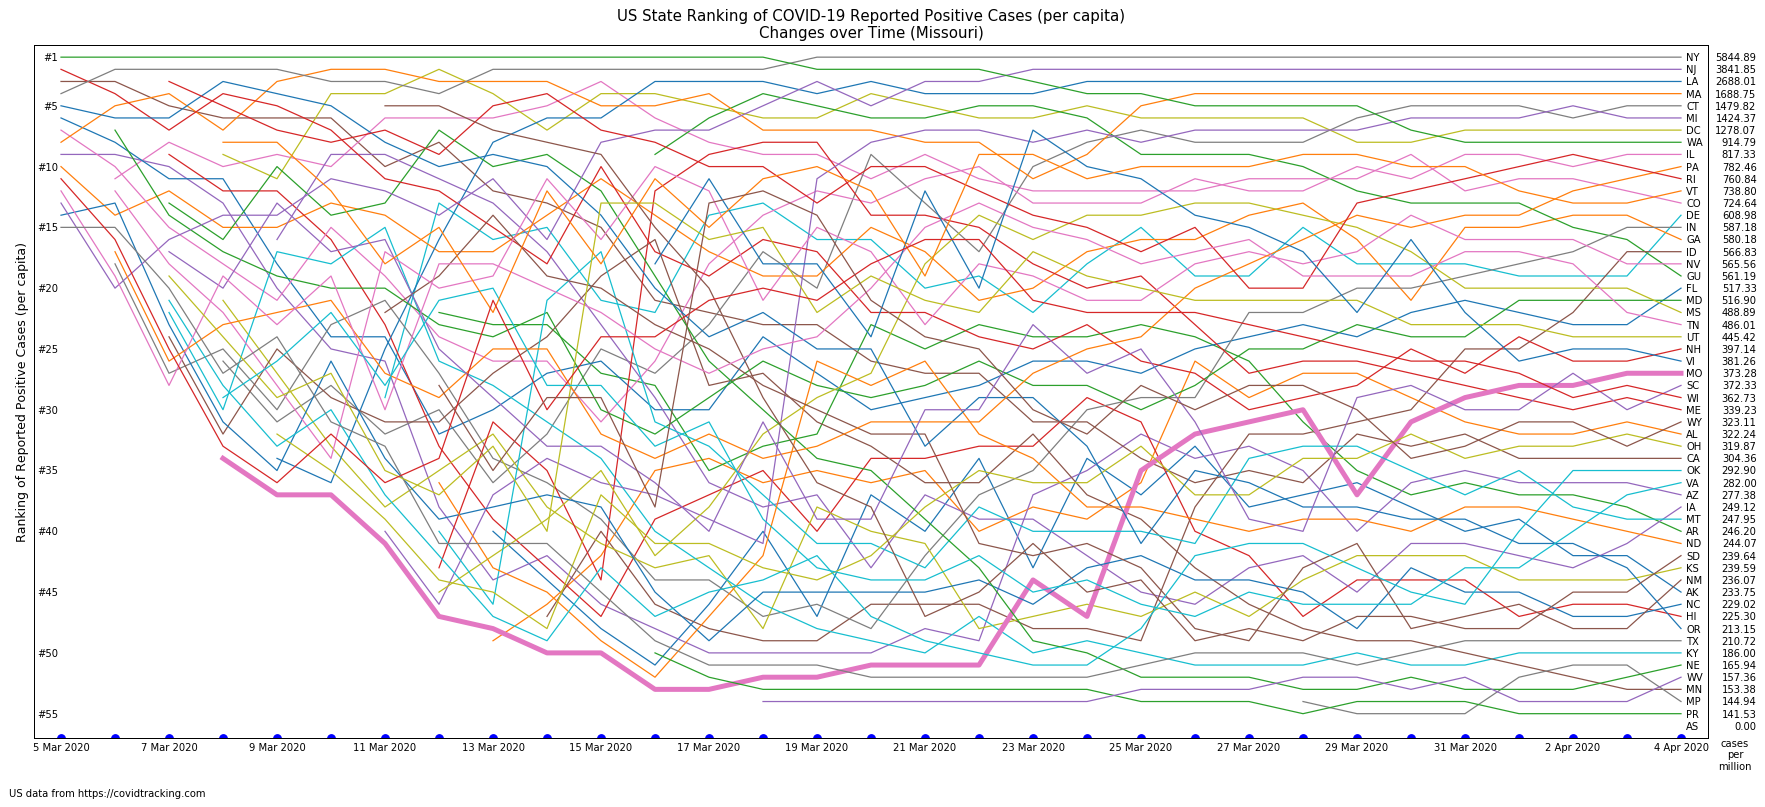 US State Ranking of COVID-19 Reported Positive Cases (per capita)
Changes over Time (Missouri)
Ranking of Reported Positive Cases (per capita)
#1
#5
#10
#15
#20
#25
#30
#35
#40
#45
#50
#55
NY 5844.89
NJ 3841.85
LA 2688.01
MA 1688.75
CT 1479.82
MI 1424.37
DC 1278.07
WA 914.79
IL 817.33
PA 782.46
RI 760.84
VT 738.80
CO 724.64
DE 608.98
IN 587.18
GA 580.18
ID 566.83
NV 565.56
GU 561.19
FL 517.33
MD 516.90
MS 488.89
TN 486.01
UT 445.42
NH 397.14
VI 381.26
MO 373.28
SC 372.33
WI 362.73
ME 339.23
WY 323.11
AL 322.24
OH 319.87
CA 304.36
OK 292.90
VA 282.00
AZ 277.38
IA 249.12
MT 247.95
AR 246.20
ND 244.07
SD 239.64
KS 239.59
NM 236.07
AK 233.75
NC 229.02
HI 225.30
OR 213.15
TX 210.72
KY 186.00
NE 165.94
WV 157.36
MN 153.38
MP 144.94
PR 141.53
AS 0.00
5 Mar 2020 7 Mar 2020 9 Mar 2020 11 Mar 2020 13 Mar 2020 15 Mar 2020 17 Mar 2020 19 Mar 2020 21 Mar 2020 23 Mar 2020 25 Mar 2020 27 Mar 2020 29 Mar 2020 31 Mar 2020 2 Apr 2020 4 Apr 2020
cases
per
million
US data from https://covidtracking.com